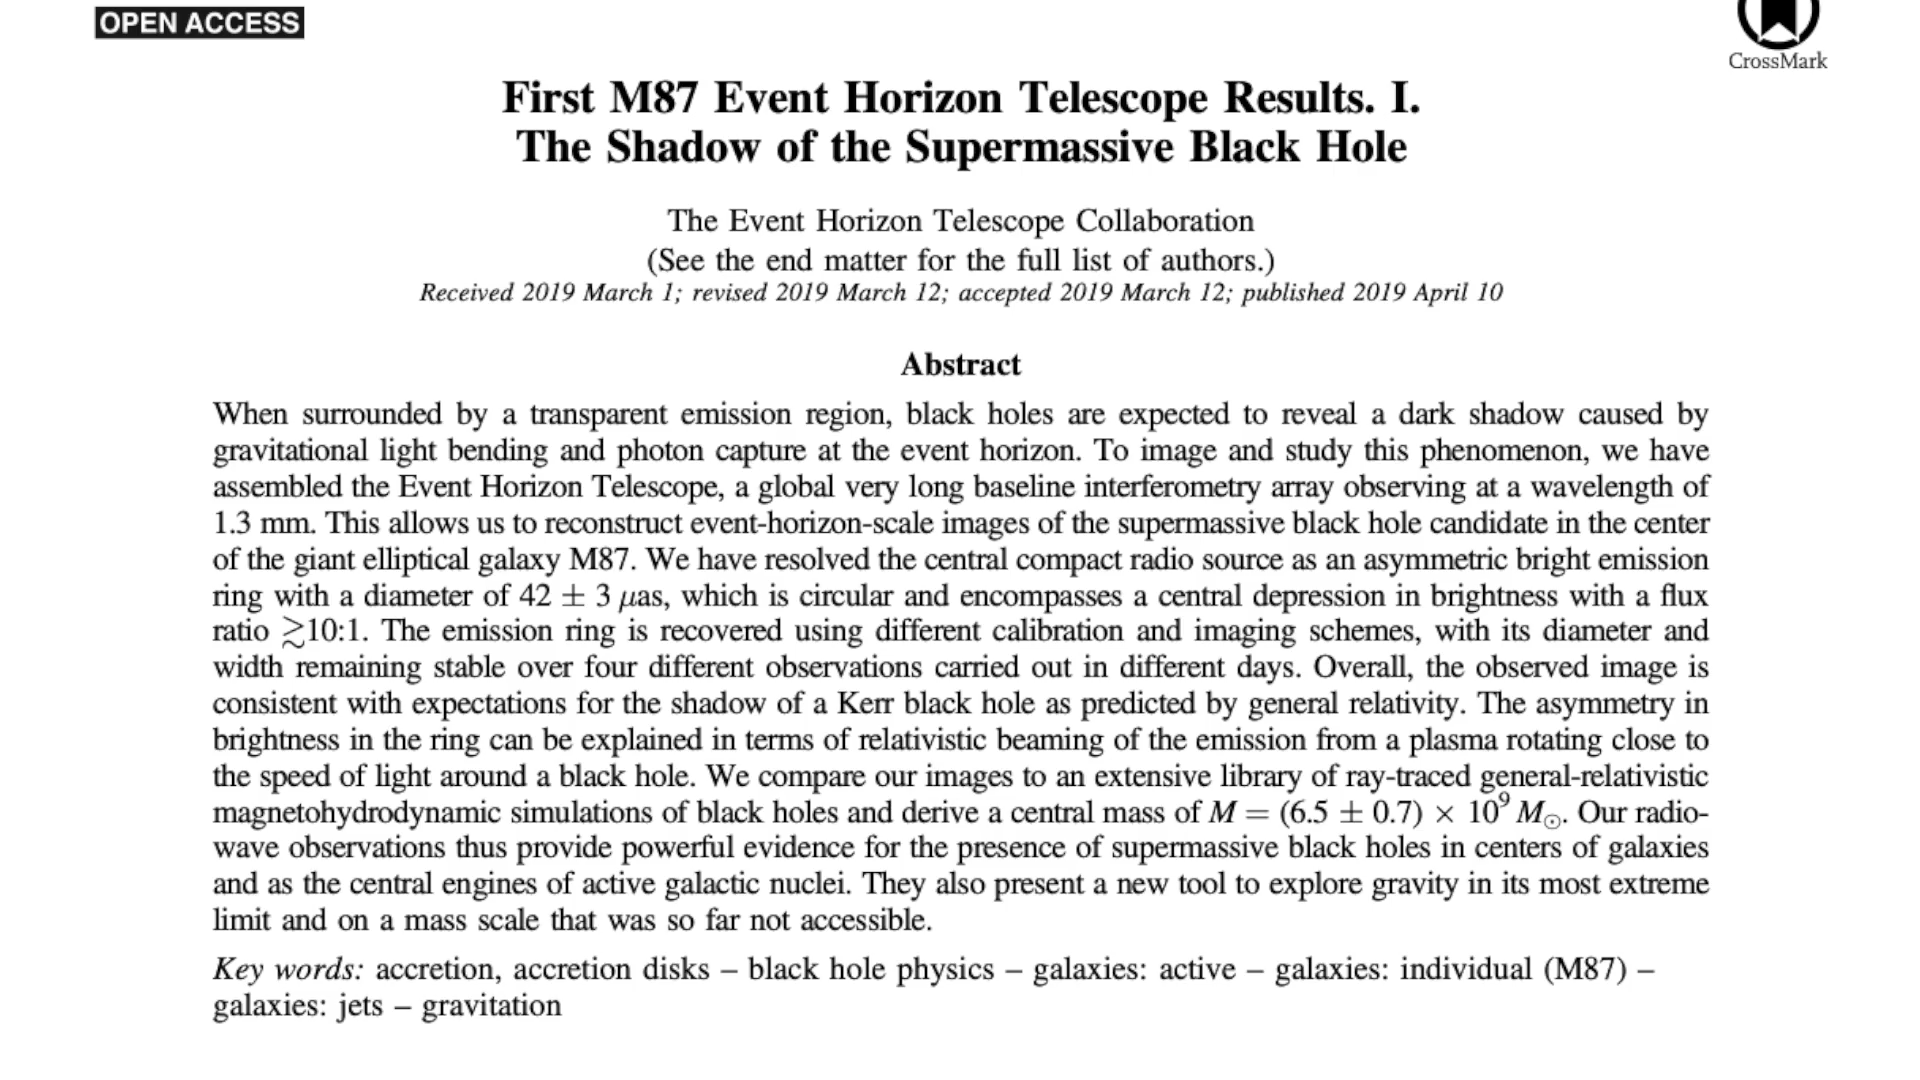 OPEN ACCESS
CrossMark
First M87 Event Horizon Telescope Results. I.
The Shadow of the Supermassive Black Hole
The Event Horizon Telescope Collaboration
(See the end matter for the full list of authors.)
Received 2019 March 1; revised 2019 March 12; accepted 2019 March 12; published 2019 April 10
Abstract
When surrounded by a transparent emission region, black holes are expected to reveal a dark shadow caused by
gravitational light bending and photon capture at the event horizon. To image and study this phenomenon, we have
assembled the Event Horizon Telescope, a global very long baseline interferometry array observing at a wavelength of
1.3 mm. This allows us to reconstruct event-horizon-scale images of the supermassive black hole candidate in the center
of the giant elliptical galaxy M87. We have resolved the central compact radio source as an asymmetric bright emission
ring with a diameter of 42 ± 3 μas, which is circular and encompasses a central depression in brightness with a flux
ratio ≳10:1. The emission ring is recovered using different calibration and imaging schemes, with its diameter and
width remaining stable over four different observations carried out in different days. Overall, the observed image is
consistent with expectations for the shadow of a Kerr black hole as predicted by general relativity. The asymmetry in
brightness in the ring can be explained in terms of relativistic beaming of the emission from a plasma rotating close to
the speed of light around a black hole. We compare our images to an extensive library of ray-traced general-relativistic
magnetohydrodynamic simulations of black holes and derive a central mass of M = (6.5 ± 0.7) × 10⁹ M☉. Our radio-
wave observations thus provide powerful evidence for the presence of supermassive black holes in centers of galaxies
and as the central engines of active galactic nuclei. They also present a new tool to explore gravity in its most extreme
limit and on a mass scale that was so far not accessible.
Key words: accretion, accretion disks – black hole physics – galaxies: active – galaxies: individual (M87) –
galaxies: jets – gravitation